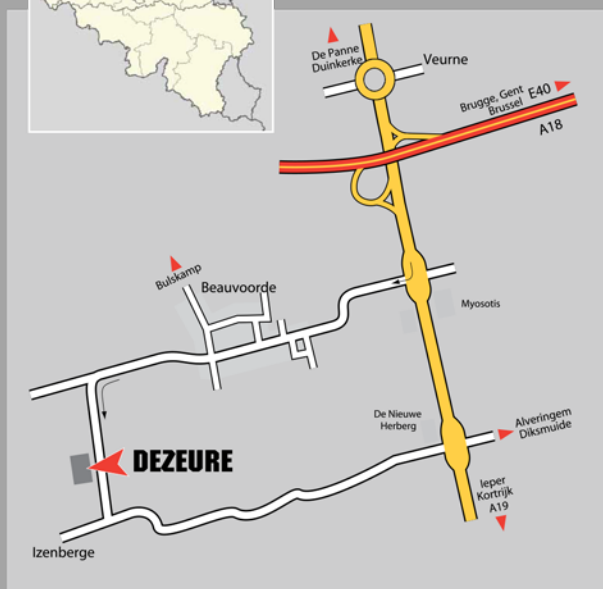 De Panne
Duinkerke
Veurne
Brugge, Gent
Brussel
E40
A18
Bulskamp
Beauvoorde
Myosotis
De Nieuwe
Herberg
Alveringem
Diksmuide
DEZEURE
Ieper
Kortrijk
A19
Izenberge